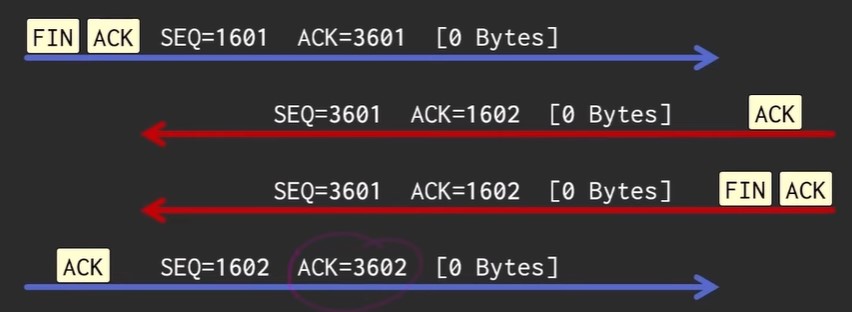 FIN ACK SEQ=1601 ACK=3601 [0 Bytes]
SEQ=3601 ACK=1602 [0 Bytes] ACK
SEQ=3601 ACK=1602 [0 Bytes] FIN ACK
ACK SEQ=1602 ACK=3602 [0 Bytes]